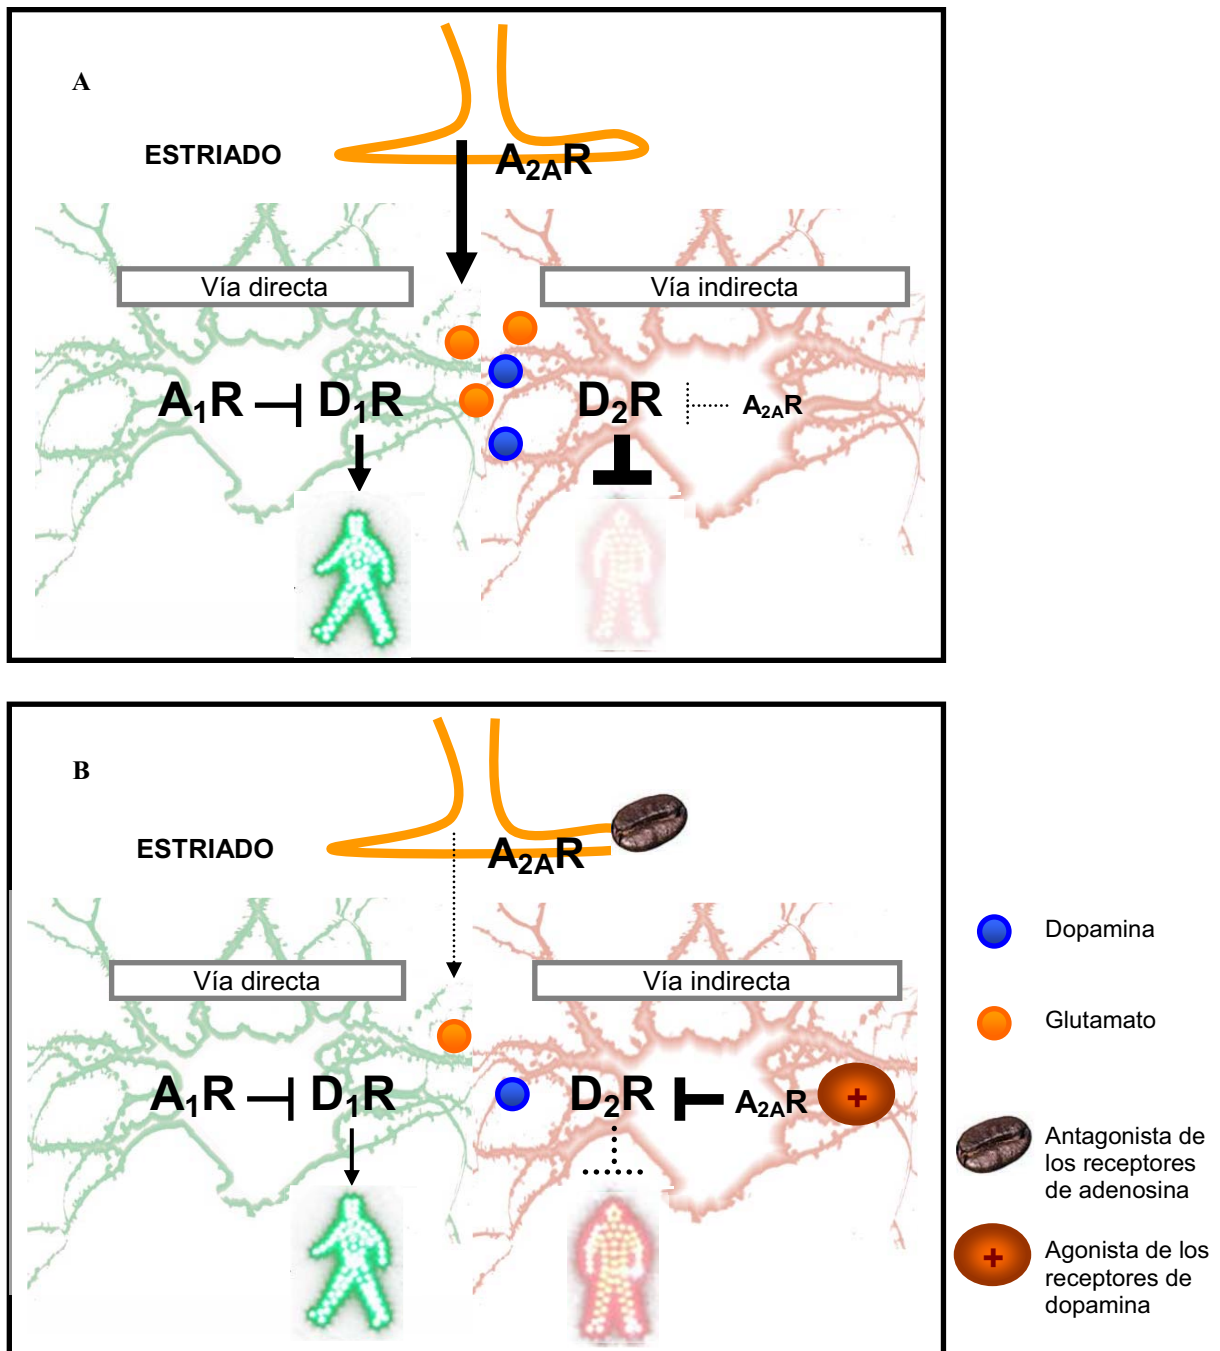 A
ESTRIADO
A2AR
Vía directa
Vía indirecta
A1R
D1R
D2R
A2AR
B
ESTRIADO
A2AR
Vía directa
Vía indirecta
A1R
D1R
D2R
A2AR
+
Dopamina
Glutamato
Antagonista de
los receptores
de adenosina
+
Agonista de los
receptores de
dopamina